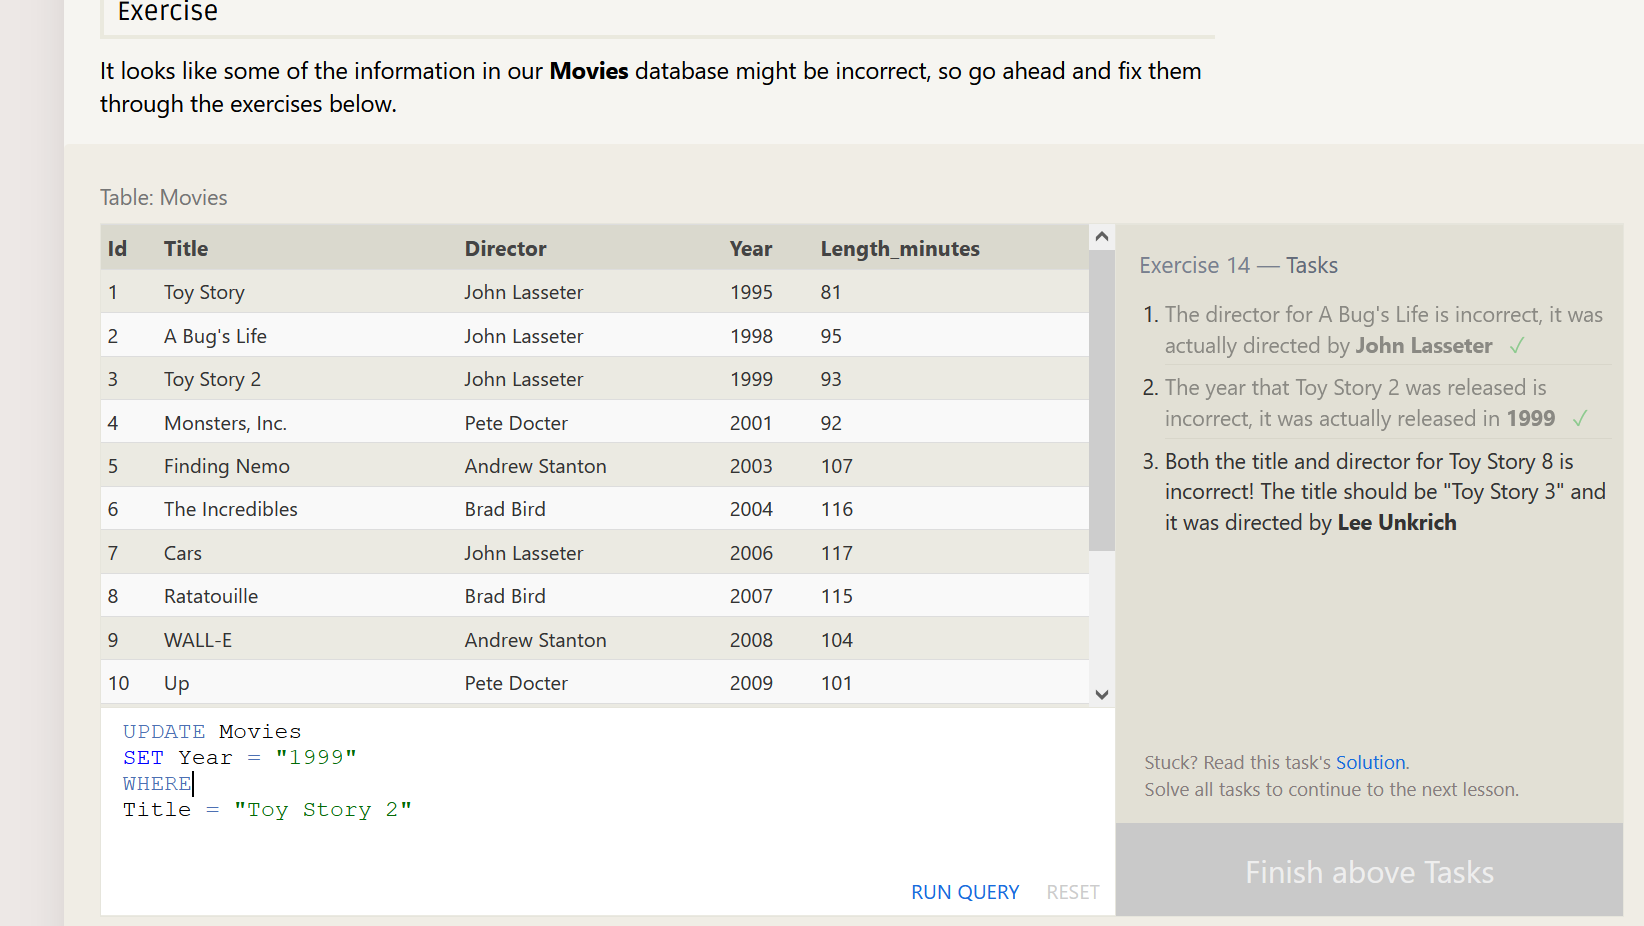 Exercise
It looks like some of the information in our Movies database might be incorrect, so go ahead and fix them
through the exercises below.
Table: Movies
Id Title Director Year Length_minutes
1 Toy Story John Lasseter 1995 81
2 A Bug's Life John Lasseter 1998 95
3 Toy Story 2 John Lasseter 1999 93
4 Monsters, Inc. Pete Docter 2001 92
5 Finding Nemo Andrew Stanton 2003 107
6 The Incredibles Brad Bird 2004 116
7 Cars John Lasseter 2006 117
8 Ratatouille Brad Bird 2007 115
9 WALL-E Andrew Stanton 2008 104
10 Up Pete Docter 2009 101
UPDATE Movies
SET Year = "1999"
WHERE
Title = "Toy Story 2"
RUN QUERY RESET
Exercise 14 — Tasks
1. The director for A Bug's Life is incorrect, it was
actually directed by John Lasseter ✓
2. The year that Toy Story 2 was released is
incorrect, it was actually released in 1999 ✓
3. Both the title and director for Toy Story 8 is
incorrect! The title should be "Toy Story 3" and
it was directed by Lee Unkrich
Stuck? Read this task's Solution.
Solve all tasks to continue to the next lesson.
Finish above Tasks